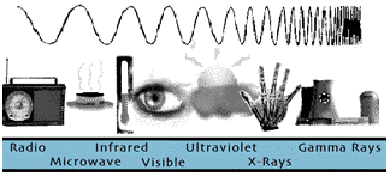 Radio Infrared Ultraviolet Gamma Rays
Microwave Visible X-Rays